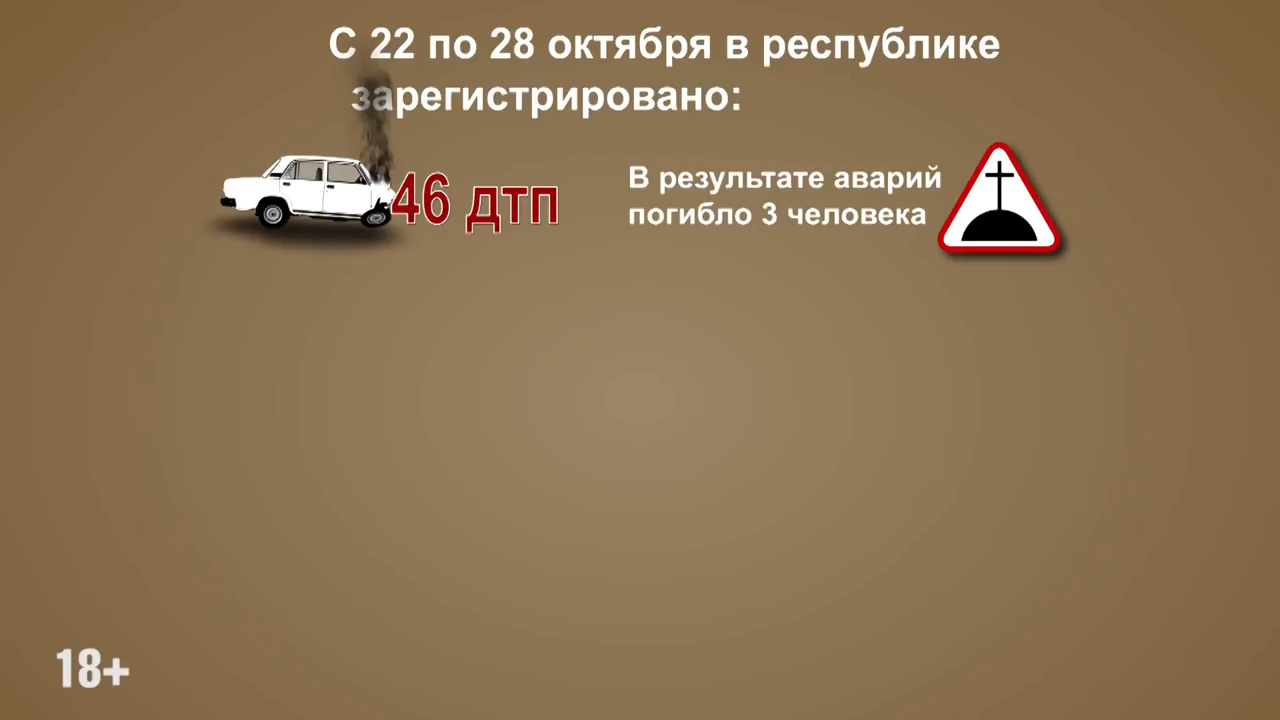 С 22 по 28 октября в республике
зарегистрировано:
46 дтп
В результате аварий
погибло 3 человека
18+